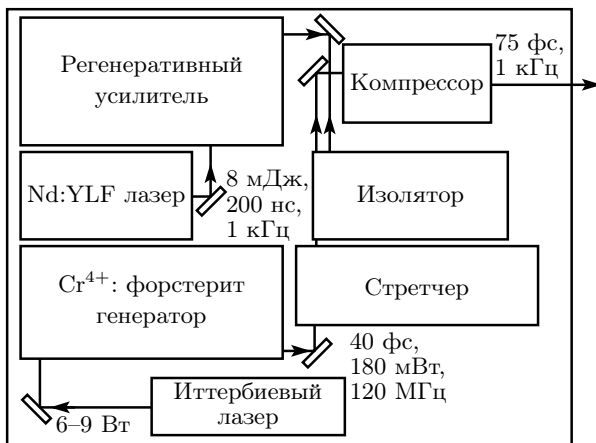 Регенеративный
усилитель
75 фс,
1 кГц
Компрессор
Nd:YLF лазер
8 мДж,
200 нс,
1 кГц
Изолятор
Cr⁴⁺: форстерит
генератор
Стретчер
40 фс,
180 мВт,
120 МГц
Иттербиевый
лазер
6–9 Вт